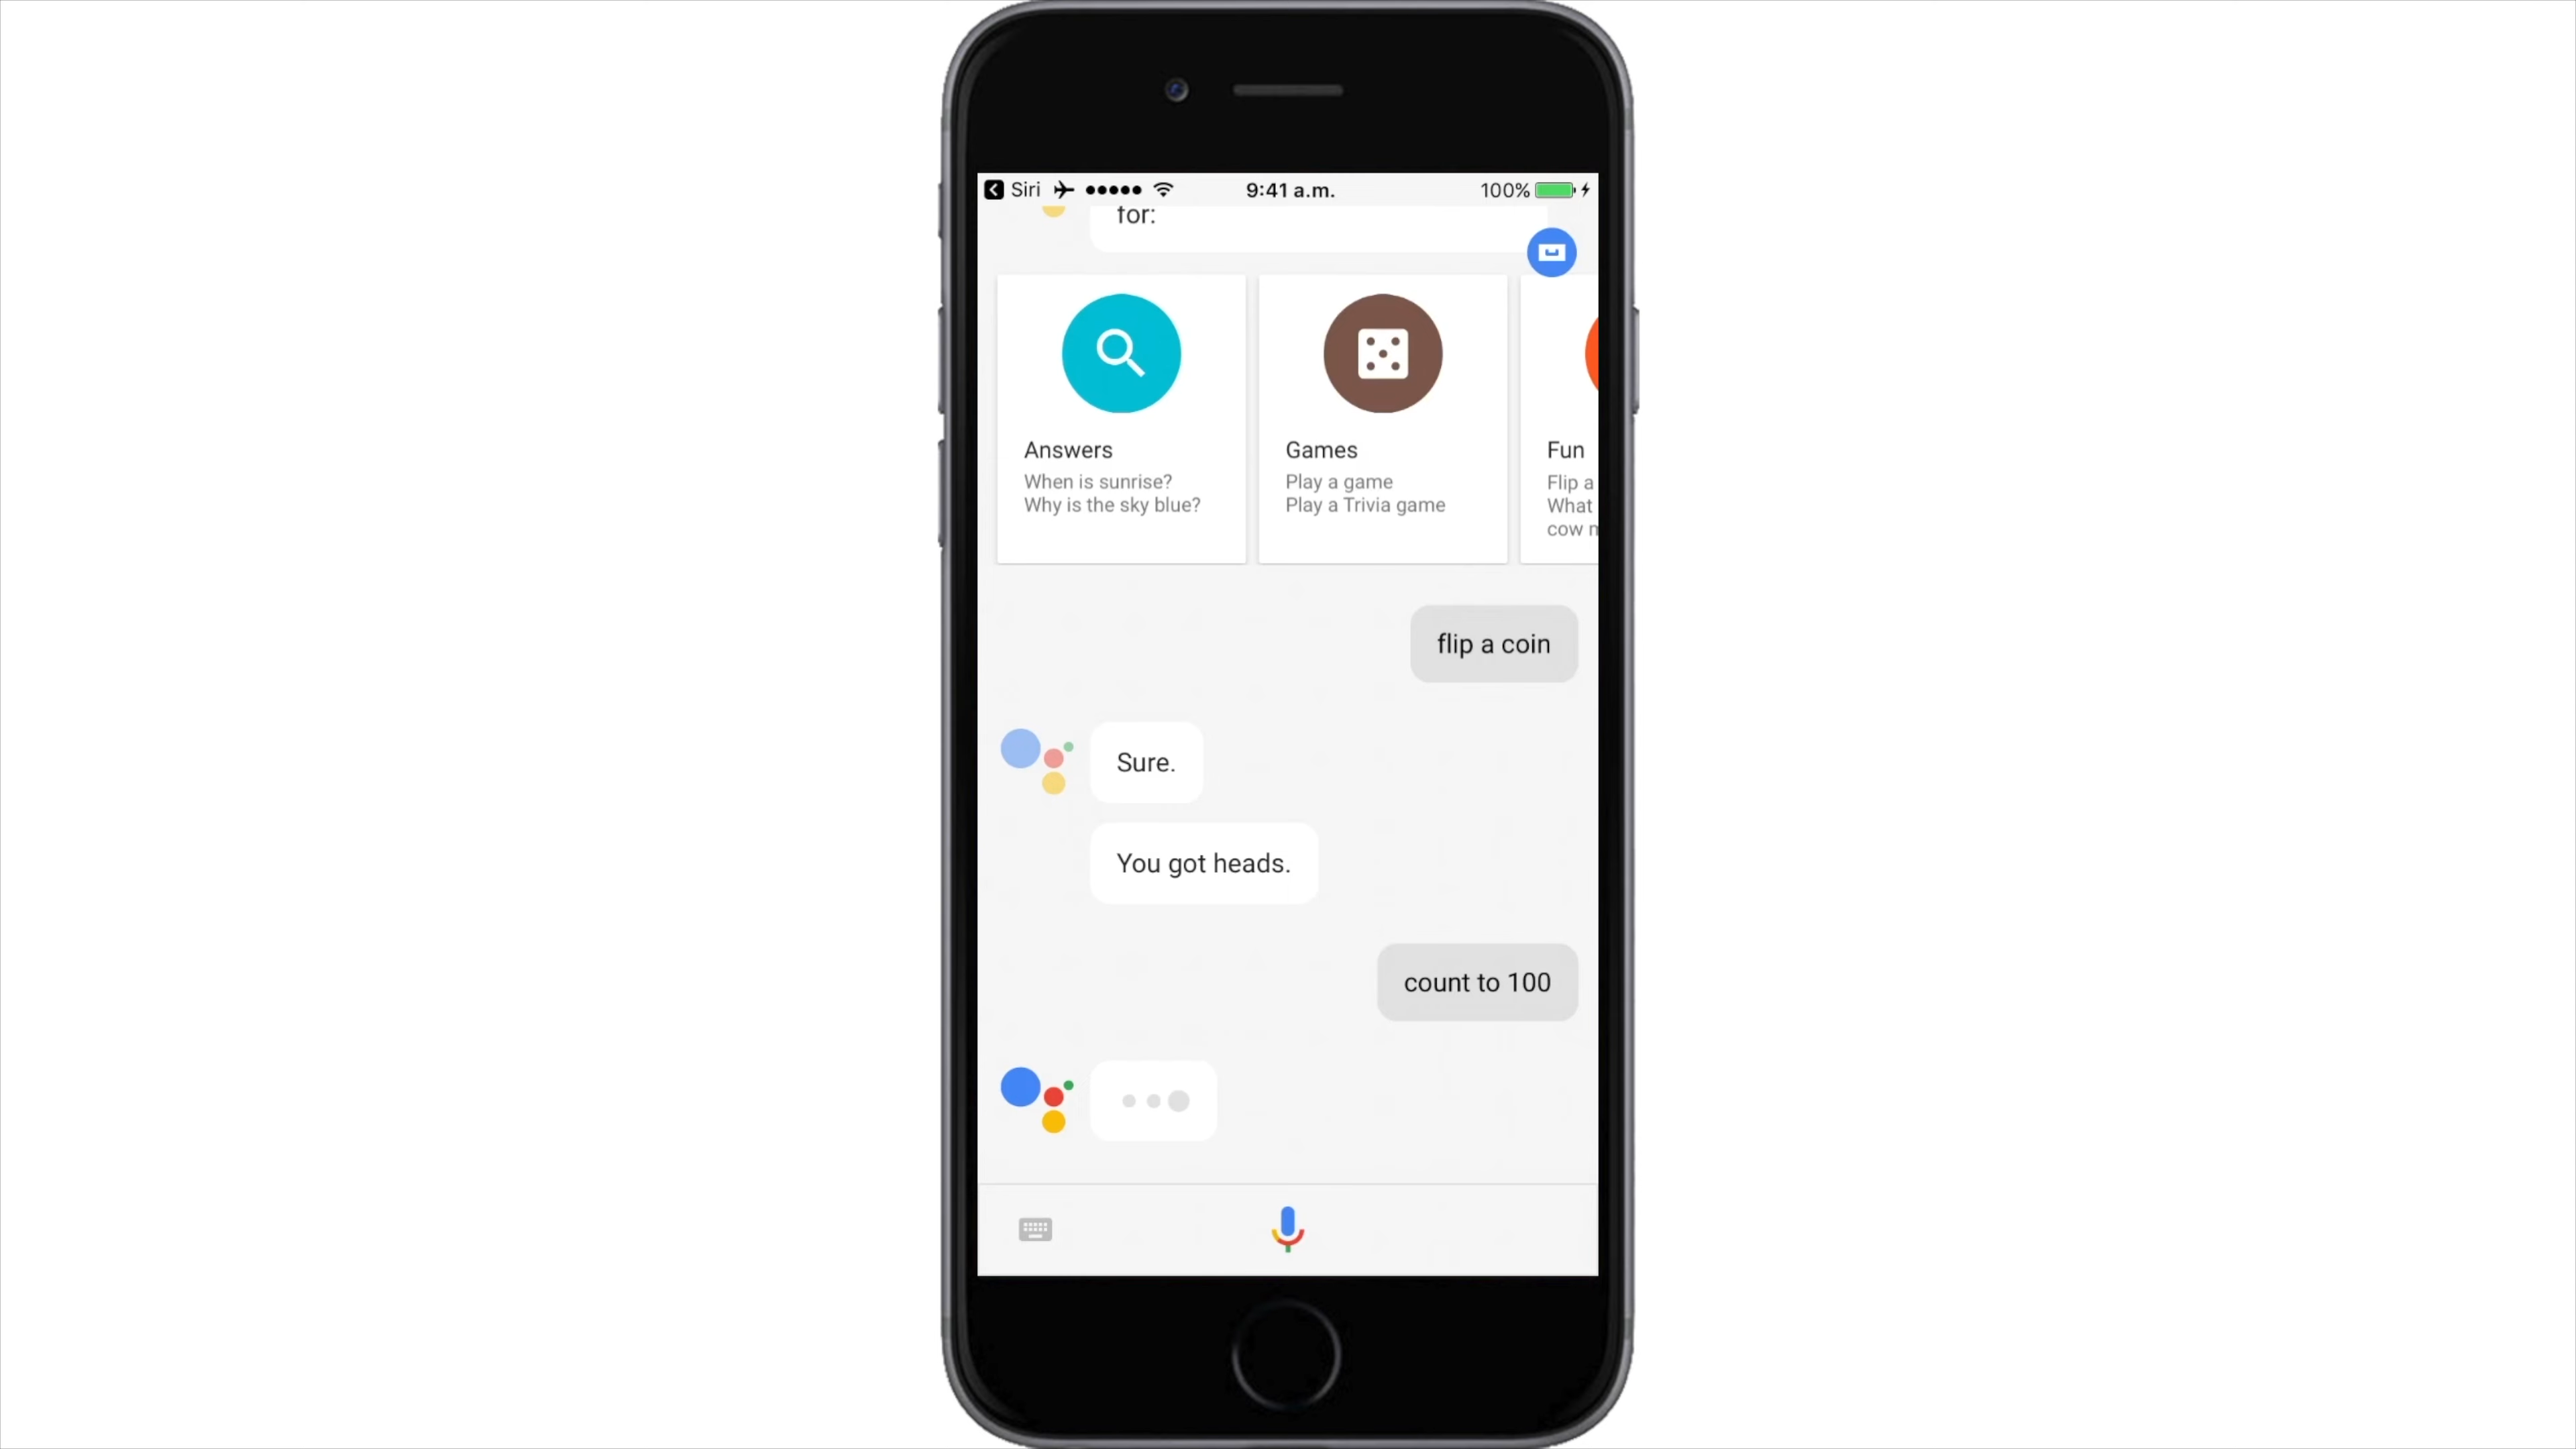 Siri 9:41 a.m. 100%
for:
Answers
When is sunrise?
Why is the sky blue?
Games
Play a game
Play a Trivia game
Fun
Flip a
What
cow
flip a coin
Sure.
You got heads.
count to 100